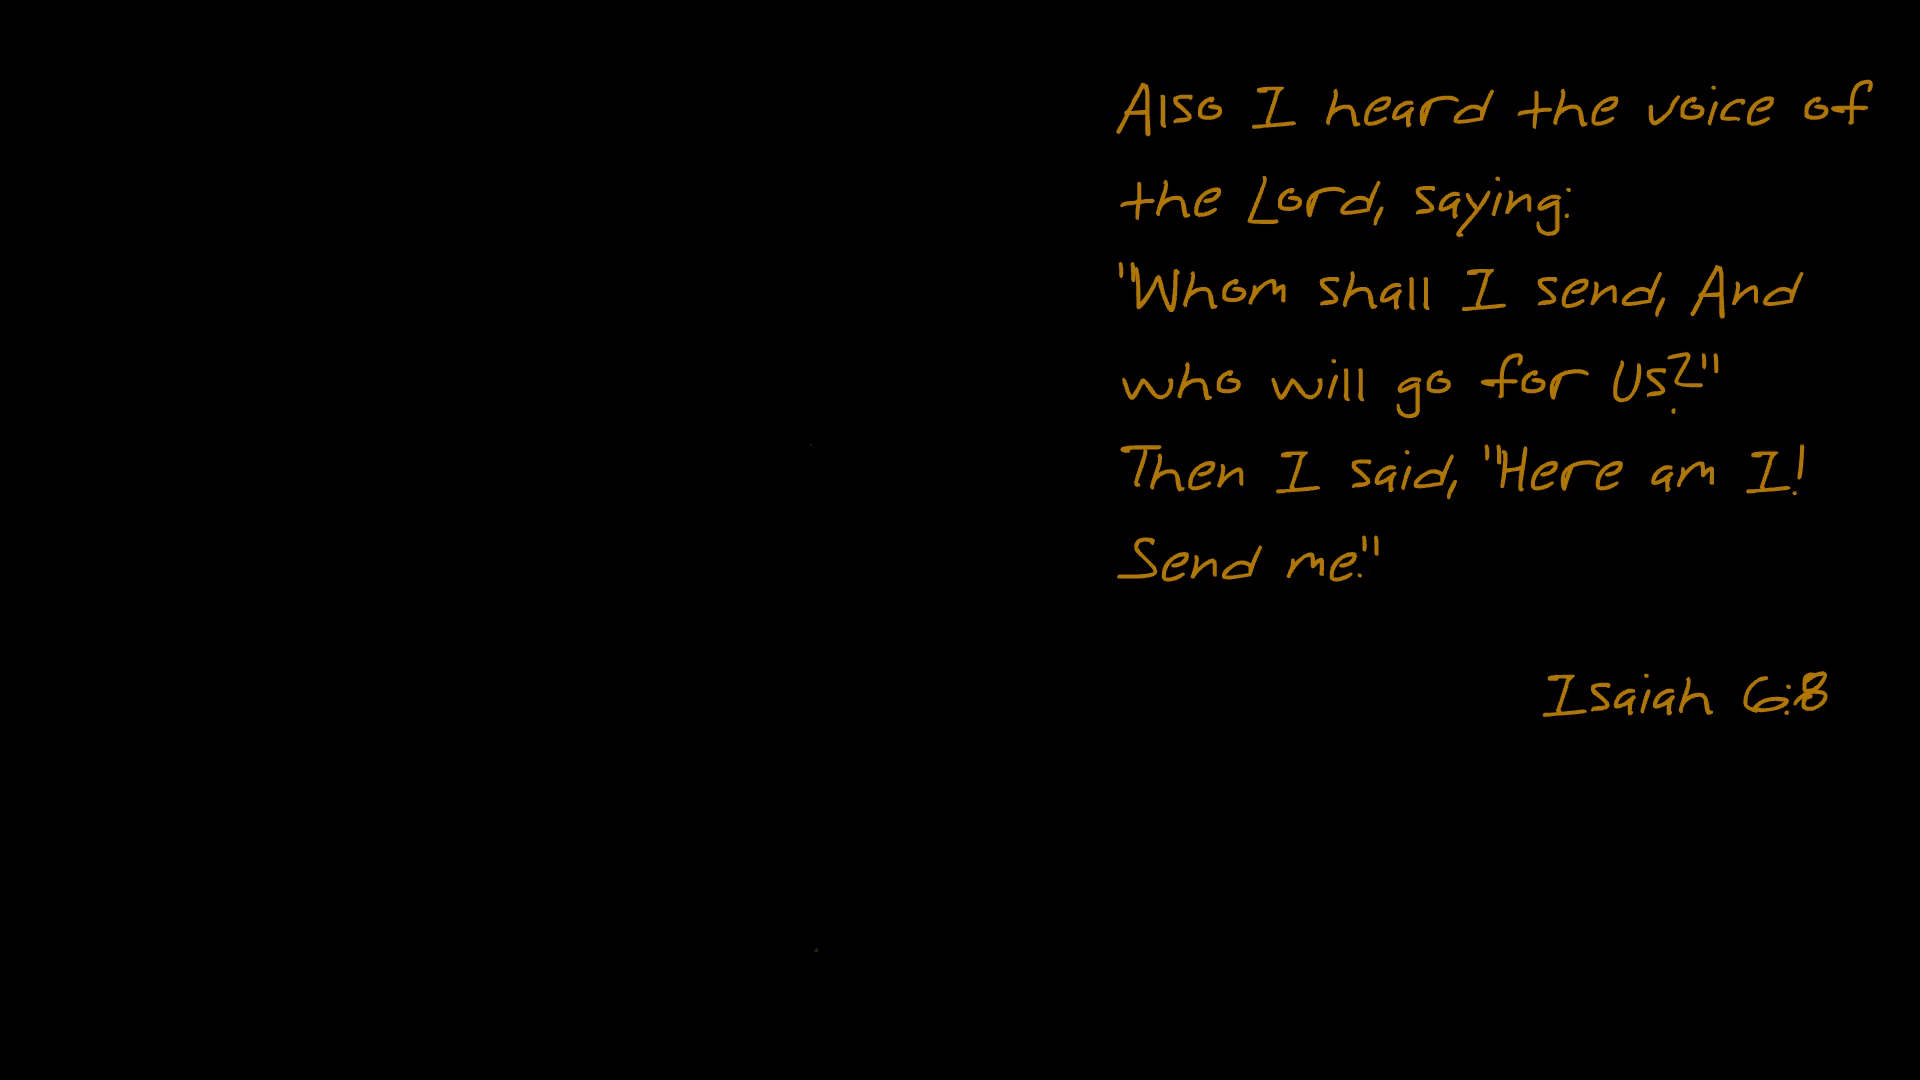 Also I heard the voice of
the Lord, saying:
"Whom shall I send, And
who will go for Us?"
Then I said, "Here am I!
Send me."
Isaiah 6:8